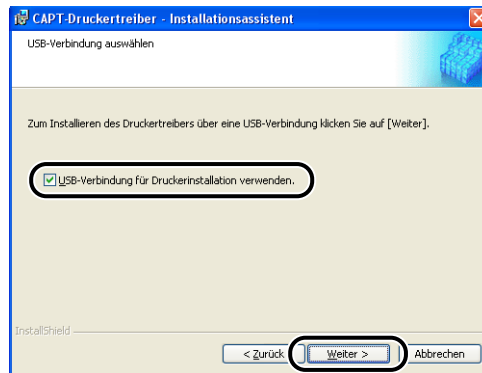 CAPT-Druckertreiber - Installationsassistent
USB-Verbindung auswählen
Zum Installieren des Druckertreibers über eine USB-Verbindung klicken Sie auf [Weiter].
USB-Verbindung für Druckerinstallation verwenden.
InstallShield
< Zurück
Weiter >
Abbrechen